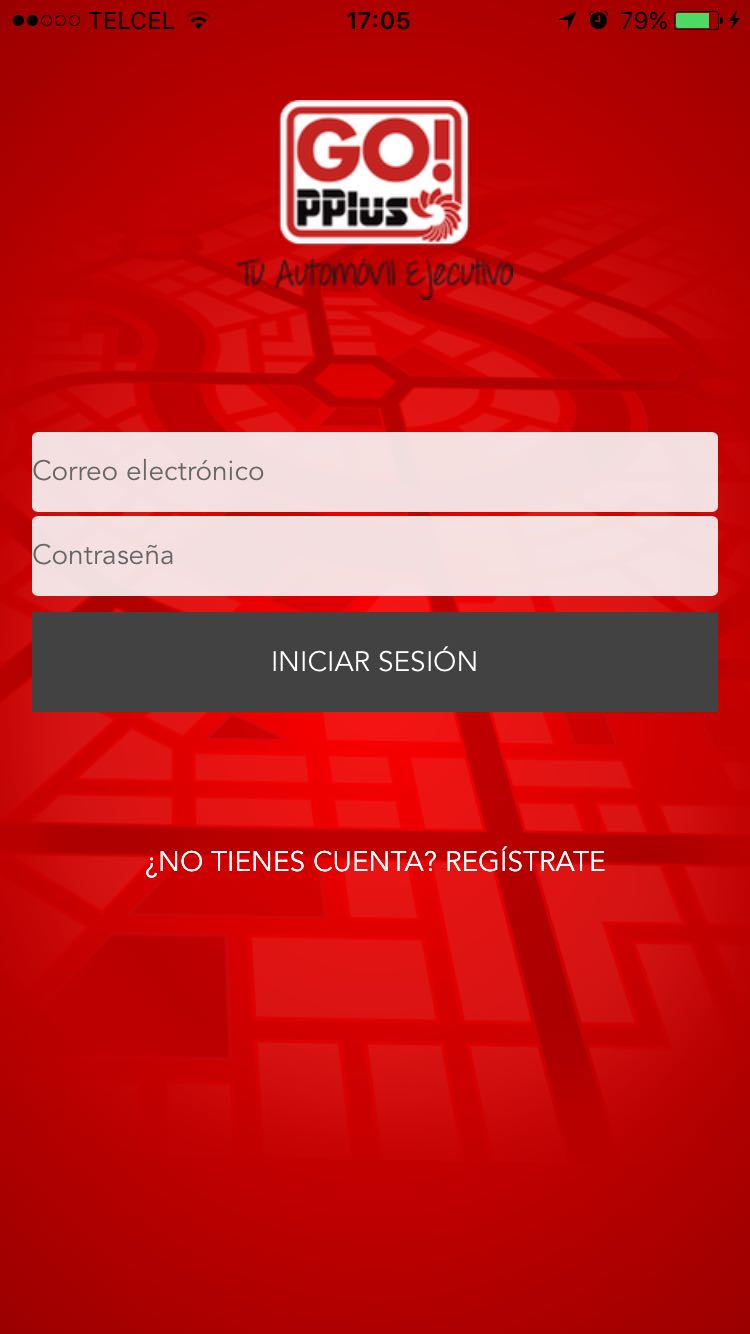 TELCEL 17:05 79%
GO!
PPlus
Tu Automóvil Ejecutivo
Correo electrónico
Contraseña
INICIAR SESIÓN
¿NO TIENES CUENTA? REGÍSTRATE